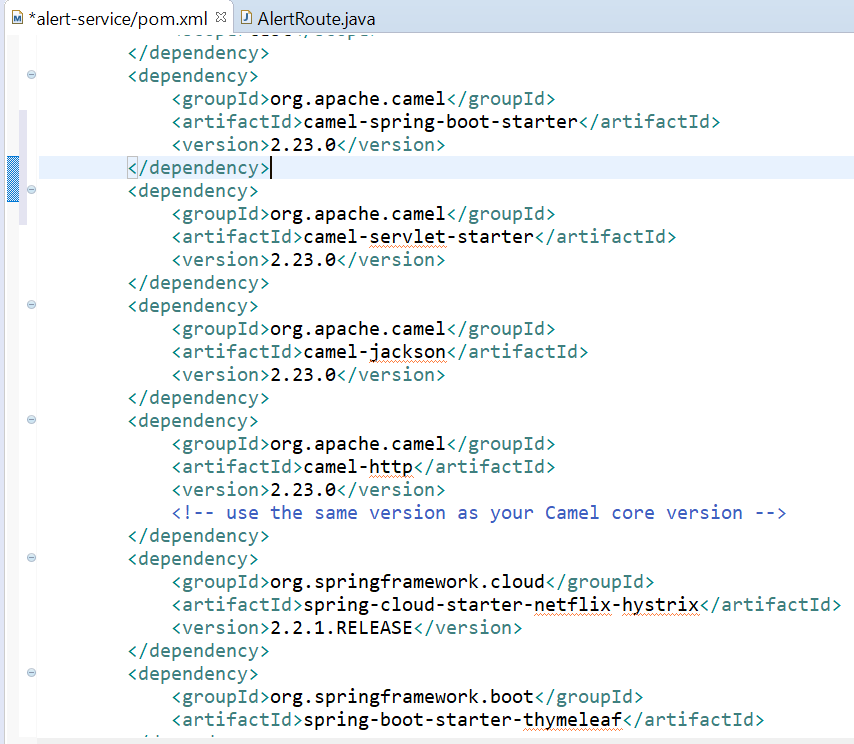 *alert-service/pom.xml AlertRoute.java
</dependency>
<dependency>
<groupId>org.apache.camel</groupId>
<artifactId>camel-spring-boot-starter</artifactId>
<version>2.23.0</version>
</dependency>
<dependency>
<groupId>org.apache.camel</groupId>
<artifactId>camel-servlet-starter</artifactId>
<version>2.23.0</version>
</dependency>
<dependency>
<groupId>org.apache.camel</groupId>
<artifactId>camel-jackson</artifactId>
<version>2.23.0</version>
</dependency>
<dependency>
<groupId>org.apache.camel</groupId>
<artifactId>camel-http</artifactId>
<version>2.23.0</version>
<!-- use the same version as your Camel core version -->
</dependency>
<dependency>
<groupId>org.springframework.cloud</groupId>
<artifactId>spring-cloud-starter-netflix-hystrix</artifactId>
<version>2.2.1.RELEASE</version>
</dependency>
<dependency>
<groupId>org.springframework.boot</groupId>
<artifactId>spring-boot-starter-thymeleaf</artifactId>